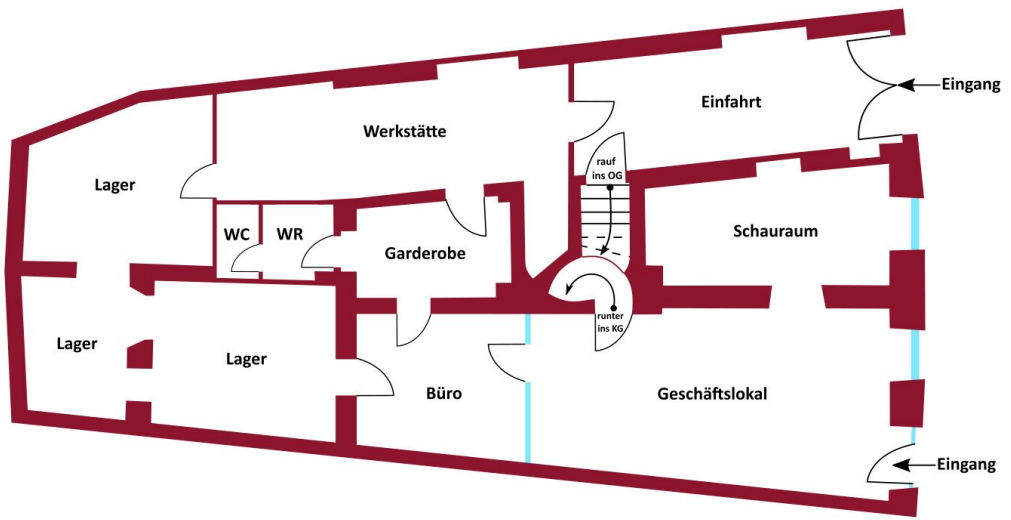 Eingang
Einfahrt
Werkstätte
rauf
ins OG
Lager
Schauraum
WC
WR
Garderobe
runter
ins KG
Lager
Lager
Büro
Geschäftslokal
Eingang